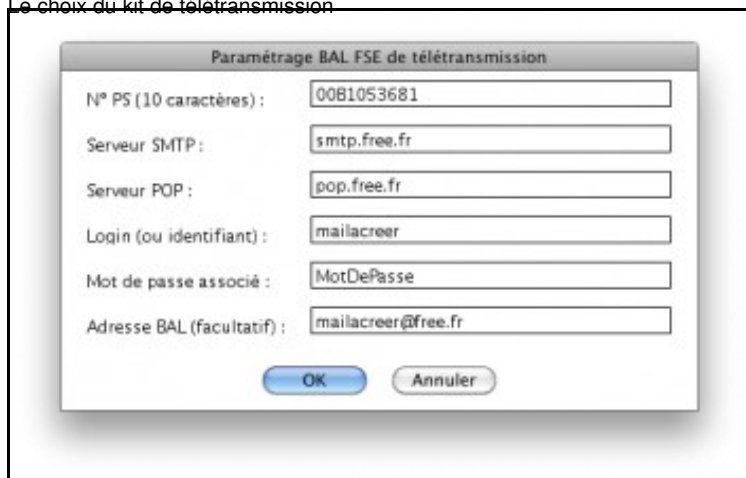 Le choix du kit de télétransmission
Paramétrage BAL FSE de télétransmission
N° PS (10 caractères) : 00B1053681
Serveur SMTP : smtp.free.fr
Serveur POP : pop.free.fr
Login (ou identifiant) : mailacreer
Mot de passe associé : MotDePasse
Adresse BAL (facultatif) : mailacreer@free.fr
OK Annuler